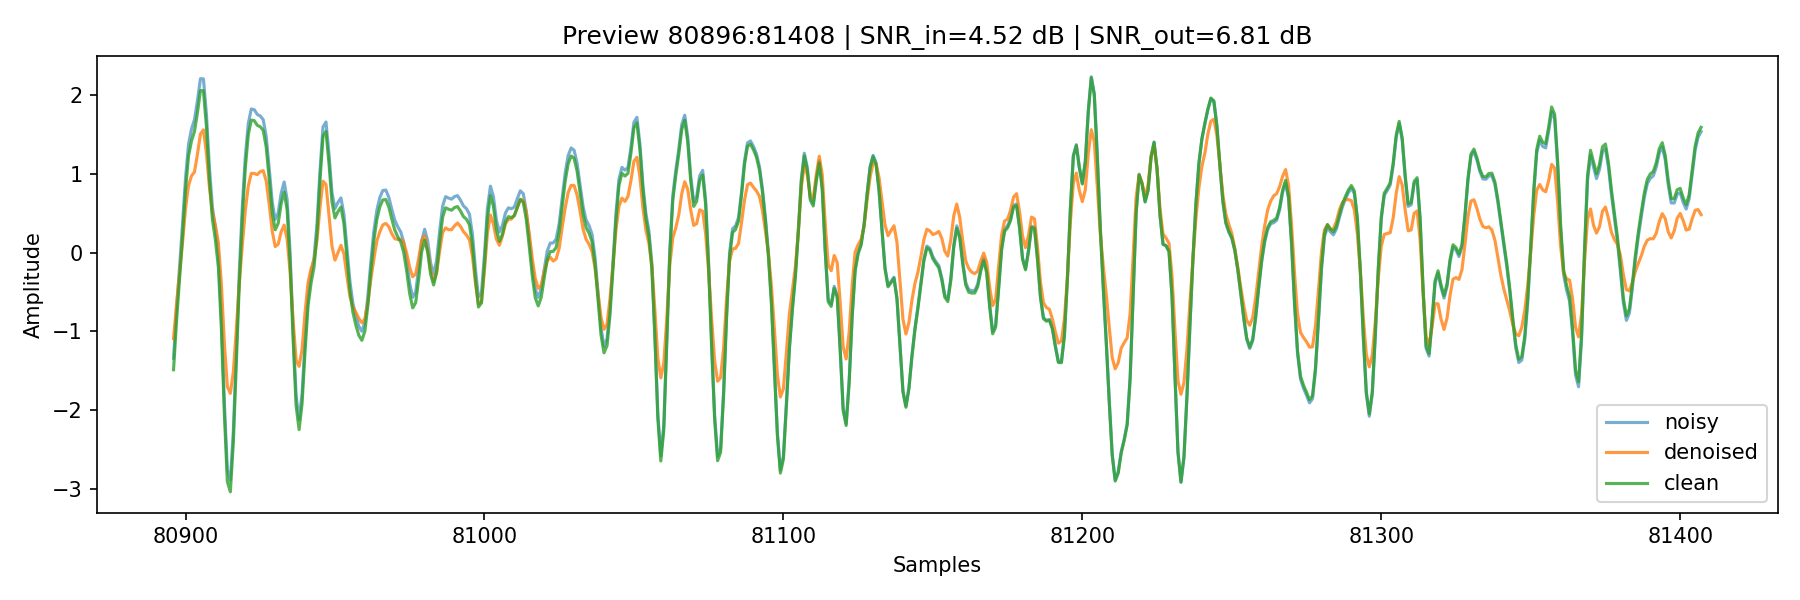 Preview 80896:81408 | SNR_in=4.52 dB | SNR_out=6.81 dB
Amplitude
2
1
0
−1
−2
−3
noisy
denoised
clean
80900 81000 81100 81200 81300 81400
Samples